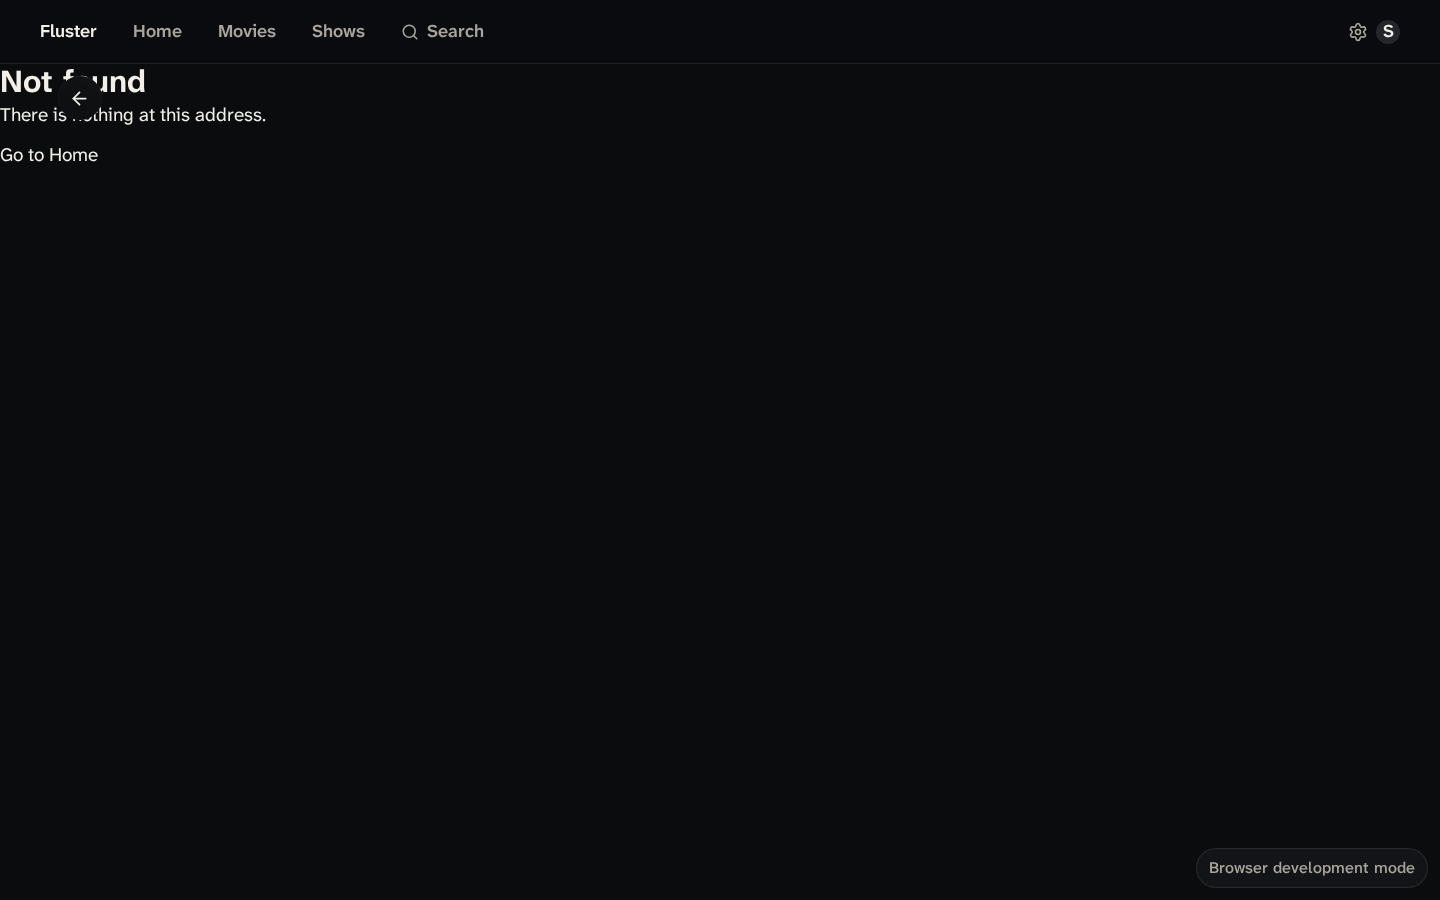 Fluster Home Movies Shows Search S
Not found
There is nothing at this address.
Go to Home
Browser development mode